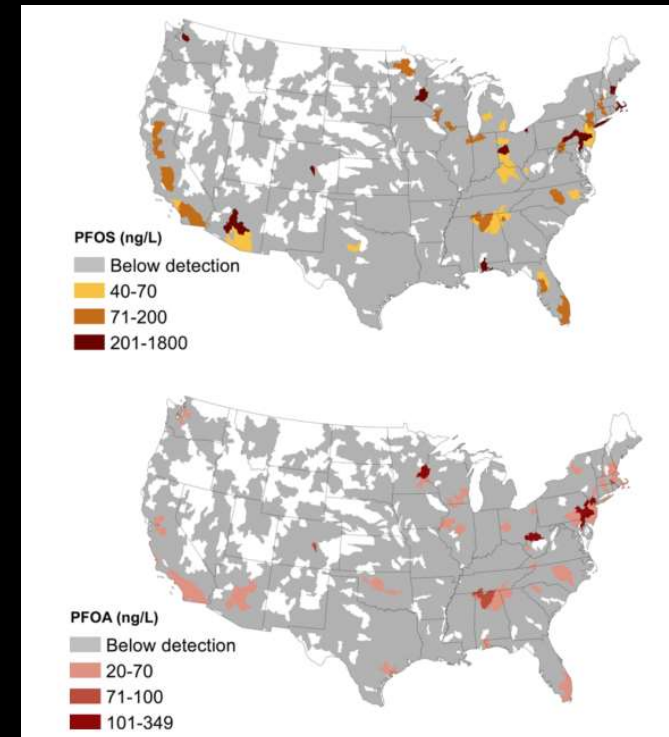 PFOS (ng/L)
Below detection
40-70
71-200
201-1800
PFOA (ng/L)
Below detection
20-70
71-100
101-349